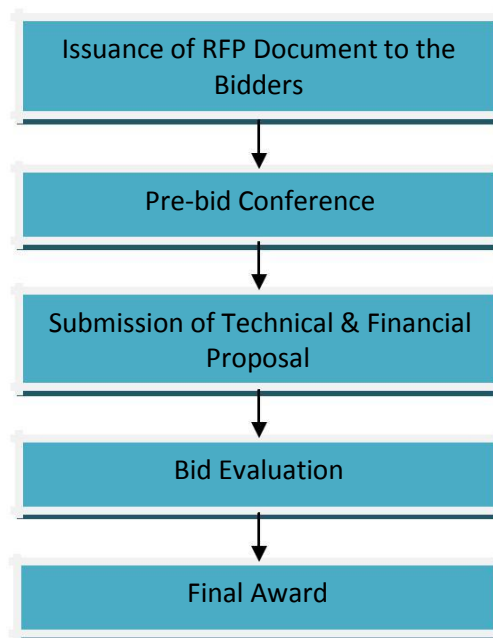 Issuance of RFP Document to the
Bidders
Pre-bid Conference
Submission of Technical & Financial
Proposal
Bid Evaluation
Final Award